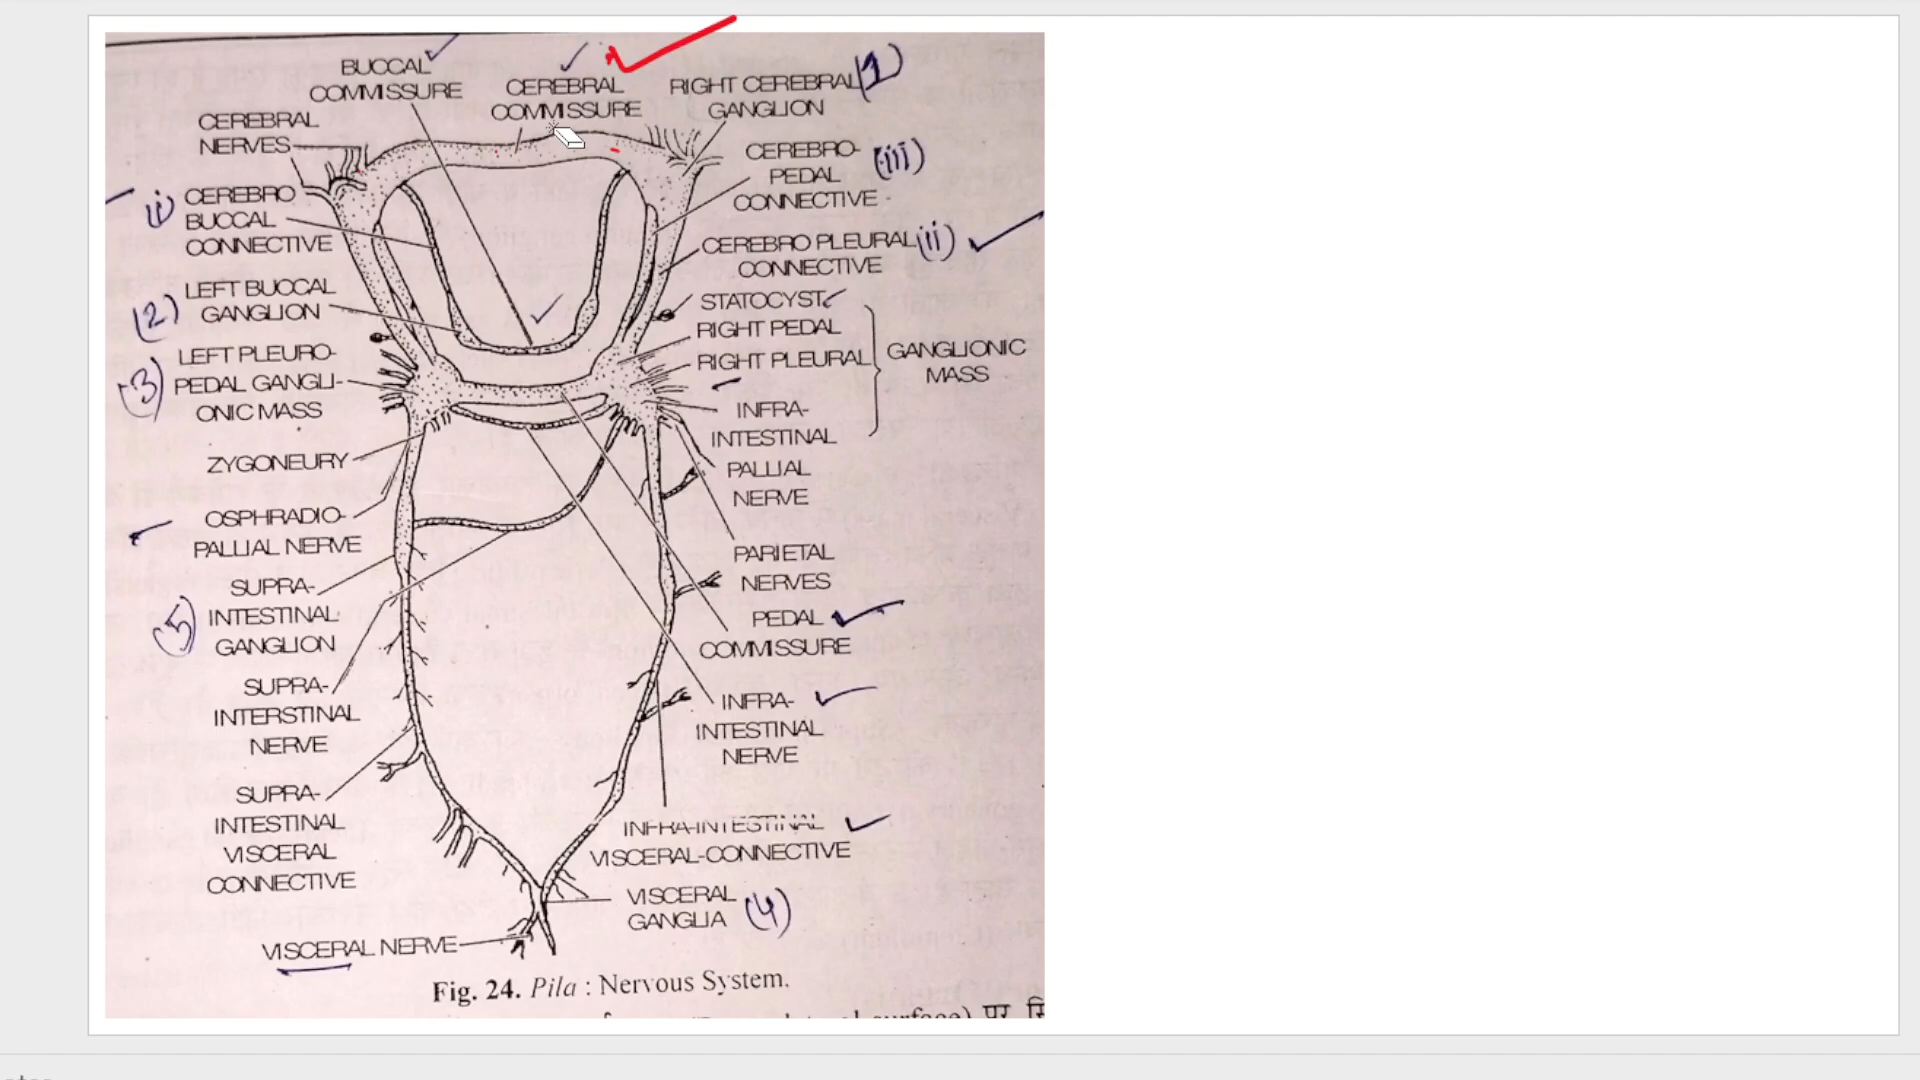 BUCCAL
COMMISSURE
CEREBRAL
COMMISSURE
RIGHT CEREBRAL (1)
GANGLION
CEREBRAL
NERVES
CEREBRO-
PEDAL (iii)
CONNECTIVE
(i) CEREBRO
BUCCAL
CONNECTIVE
CEREBRO PLEURAL (ii)
CONNECTIVE
LEFT BUCCAL
(2) GANGLION
STATOCYST
RIGHT PEDAL
RIGHT PLEURAL
GANGLIONIC
MASS
LEFT PLEURO-
(3) PEDAL GANGLI-
ONIC MASS
INFRA-
INTESTINAL
ZYGONEURY
PALLIAL
NERVE
OSPHRADIO-
PALLIAL NERVE
PARIETAL
NERVES
SUPRA-
(5) INTESTINAL
GANGLION
PEDAL
COMMISSURE
SUPRA-
INTERSTINAL
NERVE
INFRA-
INTESTINAL
NERVE
SUPRA-
INTESTINAL
VISCERAL
CONNECTIVE
INFRA-INTESTINAL
VISCERAL-CONNECTIVE
VISCERAL
GANGLIA (4)
VISCERAL NERVE
Fig. 24. Pila : Nervous System.